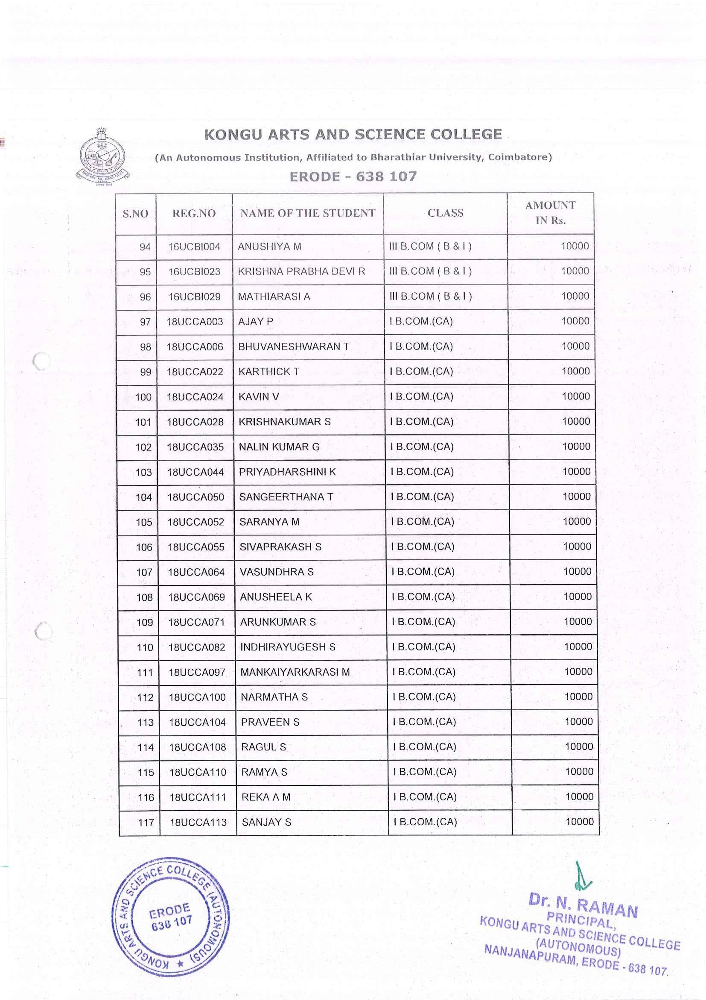 KONGU ARTS AND SCIENCE COLLEGE
(An Autonomous Institution, Affiliated to Bharathiar University, Coimbatore)
ERODE - 638 107
S.NO REG.NO NAME OF THE STUDENT CLASS AMOUNT IN Rs.
94 16UCBI004 ANUSHIYA M III B.COM ( B & I ) 10000
95 16UCBI023 KRISHNA PRABHA DEVI R III B.COM ( B & I ) 10000
96 16UCBI029 MATHIARASI A III B.COM ( B & I ) 10000
97 18UCCA003 AJAY P I B.COM.(CA) 10000
98 18UCCA006 BHUVANESHWARAN T I B.COM.(CA) 10000
99 18UCCA022 KARTHICK T I B.COM.(CA) 10000
100 18UCCA024 KAVIN V I B.COM.(CA) 10000
101 18UCCA028 KRISHNAKUMAR S I B.COM.(CA) 10000
102 18UCCA035 NALIN KUMAR G I B.COM.(CA) 10000
103 18UCCA044 PRIYADHARSHINI K I B.COM.(CA) 10000
104 18UCCA050 SANGEERTHANA T I B.COM.(CA) 10000
105 18UCCA052 SARANYA M I B.COM.(CA) 10000
106 18UCCA055 SIVAPRAKASH S I B.COM.(CA) 10000
107 18UCCA064 VASUNDHRA S I B.COM.(CA) 10000
108 18UCCA069 ANUSHEELA K I B.COM.(CA) 10000
109 18UCCA071 ARUNKUMAR S I B.COM.(CA) 10000
110 18UCCA082 INDHIRAYUGESH S I B.COM.(CA) 10000
111 18UCCA097 MANKAIYARKARASI M I B.COM.(CA) 10000
112 18UCCA100 NARMATHA S I B.COM.(CA) 10000
113 18UCCA104 PRAVEEN S I B.COM.(CA) 10000
114 18UCCA108 RAGUL S I B.COM.(CA) 10000
115 18UCCA110 RAMYA S I B.COM.(CA) 10000
116 18UCCA111 REKA A M I B.COM.(CA) 10000
117 18UCCA113 SANJAY S I B.COM.(CA) 10000
KONGU ARTS AND SCIENCE COLLEGE (AUTONOMOUS)
ERODE
638 107
Dr. N. RAMAN
PRINCIPAL,
KONGU ARTS AND SCIENCE COLLEGE
(AUTONOMOUS)
NANJANAPURAM, ERODE - 638 107.